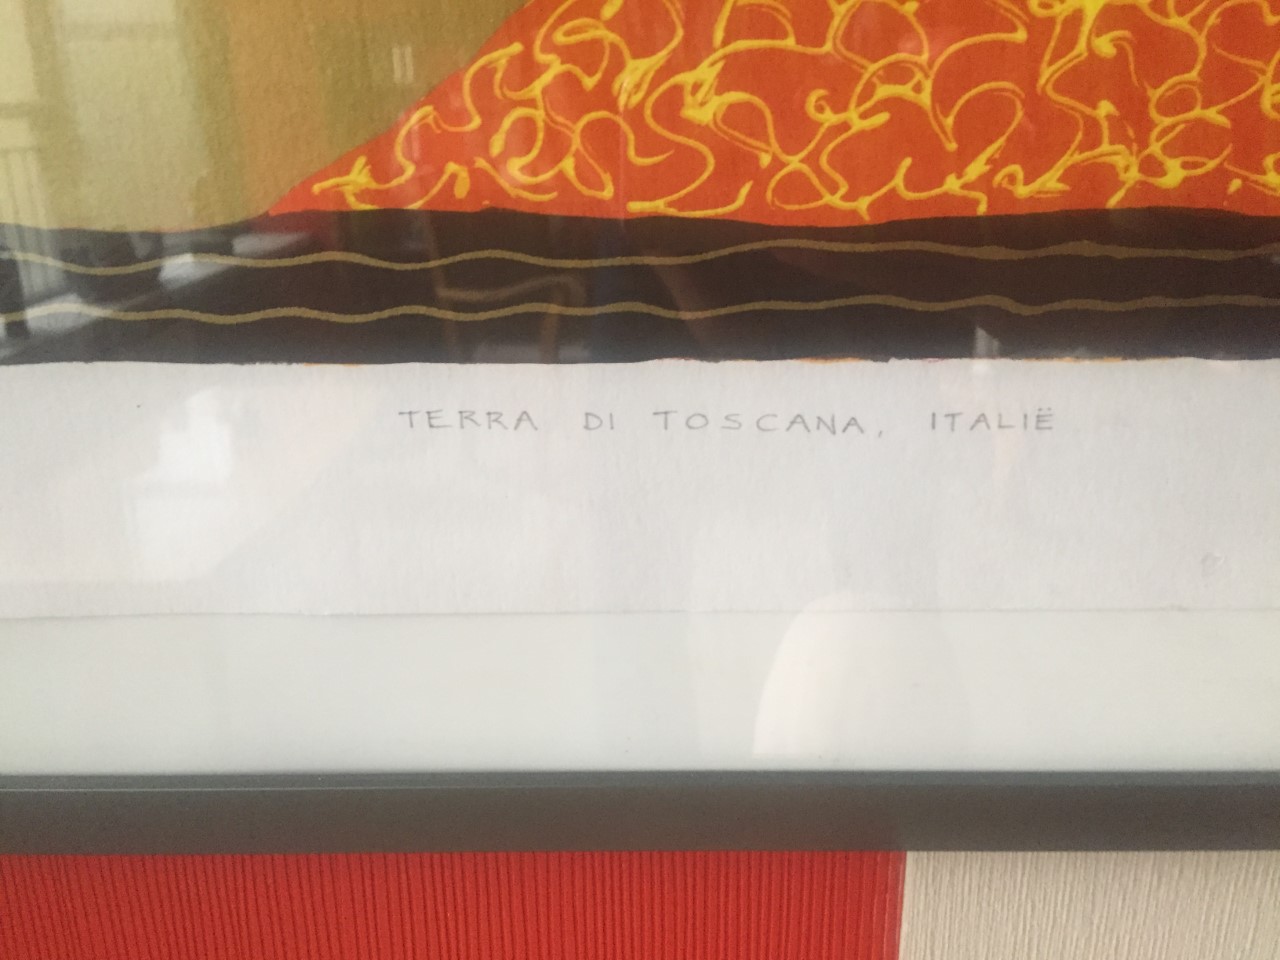 TERRA DI TOSCANA, ITALIË